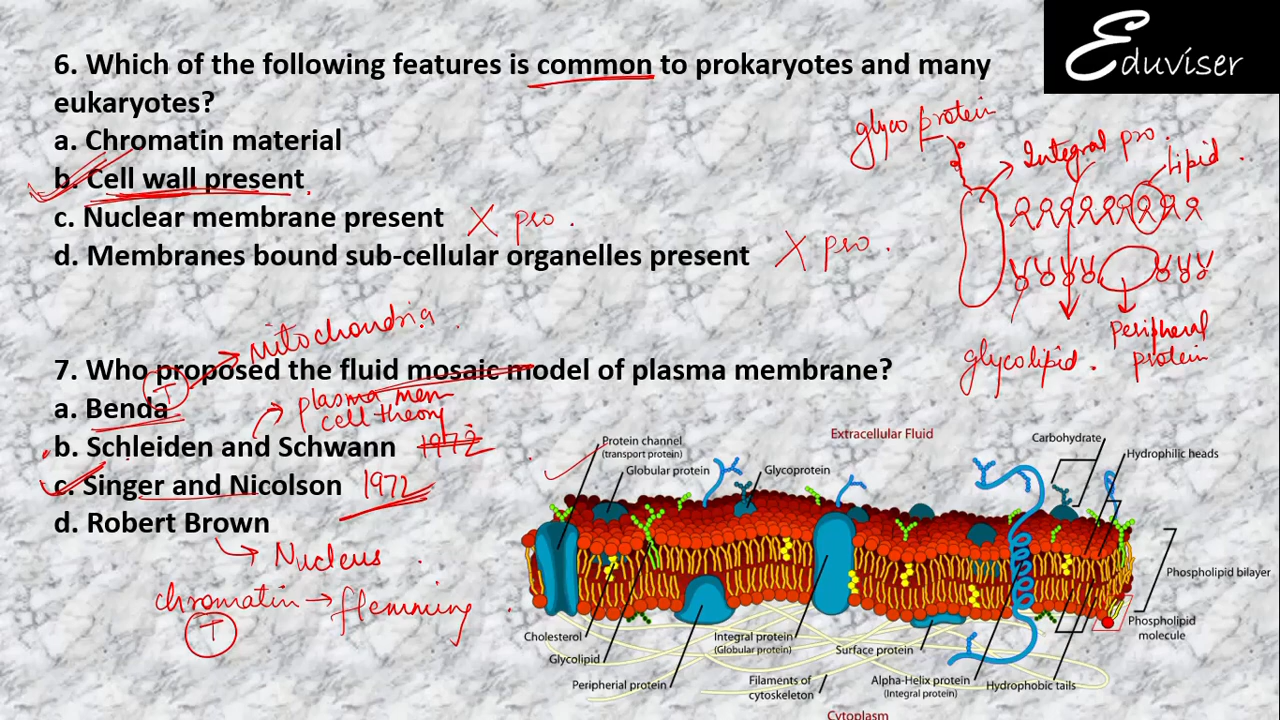 Eduviser
6. Which of the following features is common to prokaryotes and many
eukaryotes?
a. Chromatin material
b. Cell wall present
c. Nuclear membrane present X pro.
d. Membranes bound sub-cellular organelles present X pro.
glyco protein
Integral pro.
Lipid.
glycolipid.
Peripheral
protein
mitochondria.
7. Who proposed the fluid mosaic model of plasma membrane?
T
a. Benda
plasma mem
cell theory.
b. Schleiden and Schwann 1972
c. Singer and Nicolson 1972
d. Robert Brown
Nucleus.
chromatin → flemming.
T
Extracellular Fluid
Protein channel
(transport protein)
Globular protein
Glycoprotein
Carbohydrate
Hydrophilic heads
Phospholipid bilayer
Phospholipid
molecule
Cholesterol
Glycolipid
Peripherial protein
Integral protein
(Globular protein)
Filaments of
cytoskeleton
Surface protein
Alpha-Helix protein
(Integral protein)
Hydrophobic tails
Cytoplasm